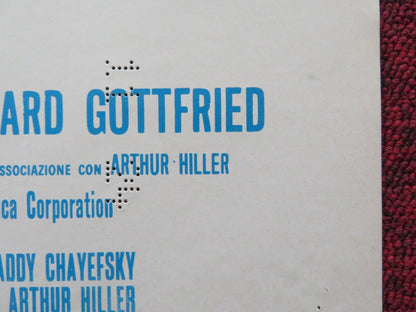 ARD GOTTFRIED
SSOCIAZIONE CON ARTHUR HILLER
ca Corporation
ADDY CHAYEFSKY
ARTHUR HILLER